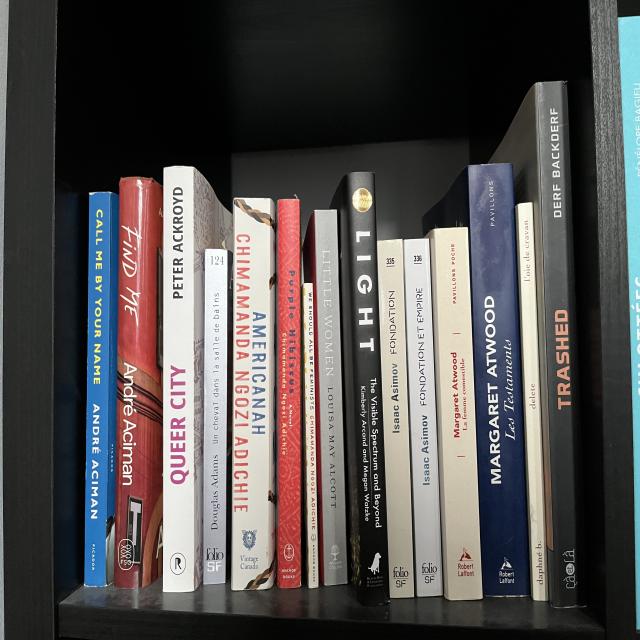 CALL ME BY YOUR NAME ANDRÉ ACIMAN
PICADOR
FIND ME
André Aciman
PETER ACKROYD
QUEER CITY
R
124
Douglas Adams un cheval dans la salle de bains
folio
SF
AMERICANAH
CHIMAMANDA NGOZI ADICHIE
Vintage
Canada
Purple Hibiscus
Chimamanda Ngozi Adichie
ANCHOR
BOOKS
WE SHOULD ALL BE FEMINISTS CHIMAMANDA NGOZI ADICHIE
LITTLE WOMEN LOUISA MAY ALCOTT
LIGHT
The Visible Spectrum and Beyond
Kimberly Arcand and Megan Watzke
335
Isaac Asimov FONDATION
folio
SF
336
Isaac Asimov FONDATION ET EMPIRE
folio
SF
PAVILLONS POCHE
Margaret Atwood
La femme comestible
Robert
Laffont
PAVILLONS
MARGARET ATWOOD
Les Testaments
Robert
Laffont
l'oie de cravan
delete
daphné b.
DERF BACKDERF
TRASHED
çà et là